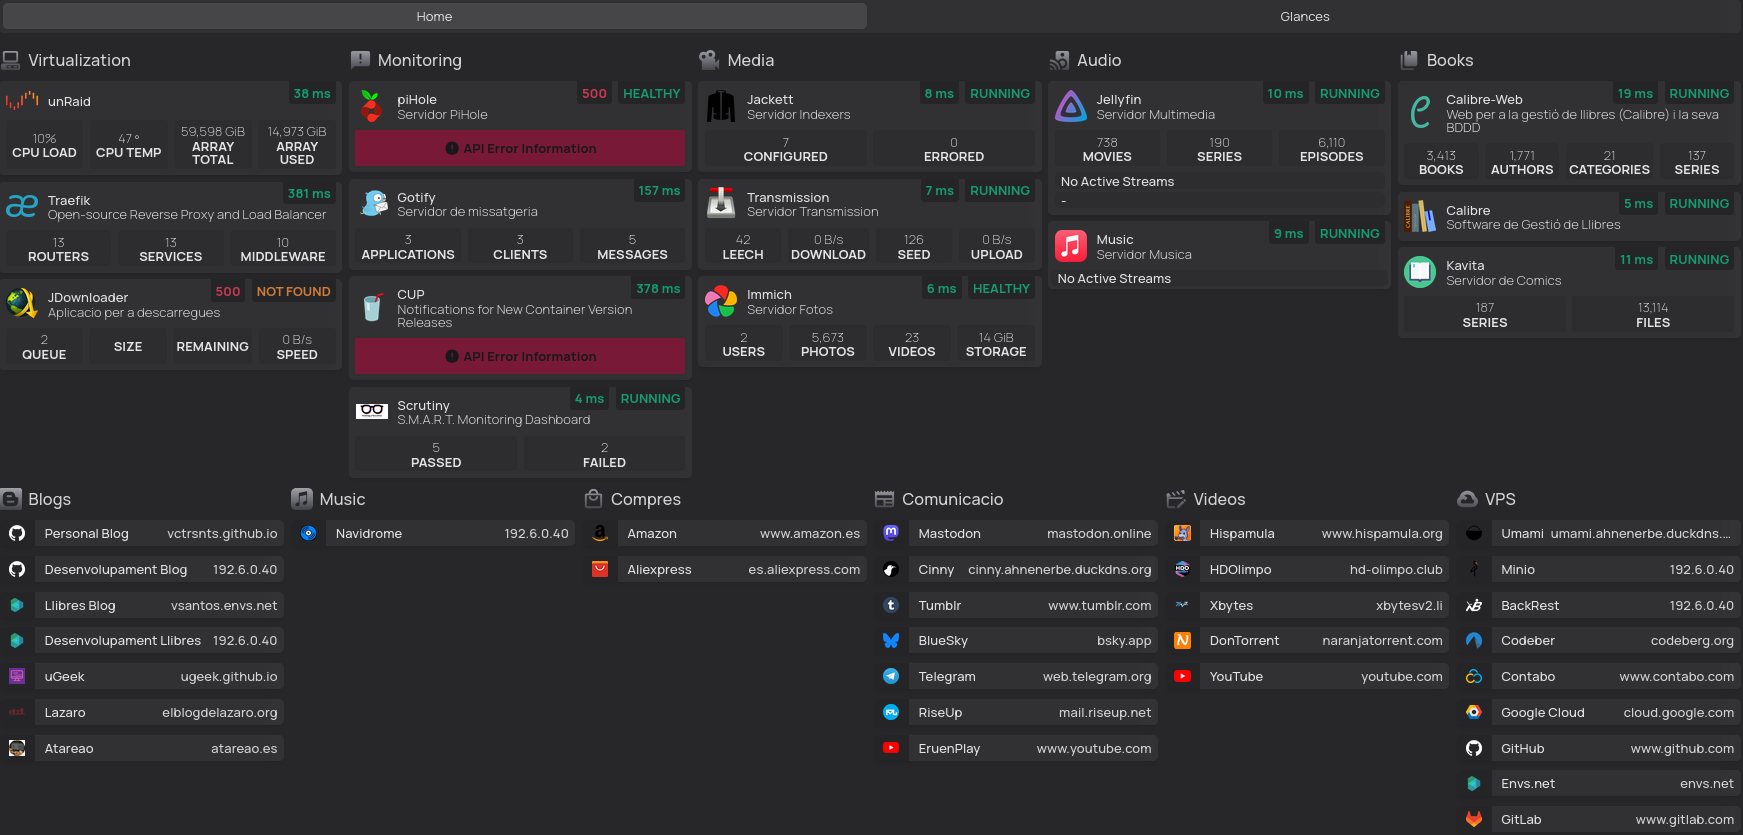 Home
Glances
Virtualization
unRaid
38 ms
10%
CPU LOAD
47 °
CPU TEMP
59,598 GiB
ARRAY
TOTAL
14,973 GiB
ARRAY
USED
Traefik
381 ms
Open-source Reverse Proxy and Load Balancer
13
ROUTERS
13
SERVICES
10
MIDDLEWARE
JDownloader
500
NOT FOUND
Aplicacio per a descarregues
2
QUEUE
SIZE
REMAINING
0 B/s
SPEED
Monitoring
piHole
500
HEALTHY
Servidor PiHole
API Error Information
Gotify
157 ms
Servidor de missatgeria
3
APPLICATIONS
3
CLIENTS
5
MESSAGES
CUP
378 ms
Notifications for New Container Version
Releases
API Error Information
Scrutiny
4 ms
RUNNING
S.M.A.R.T. Monitoring Dashboard
5
PASSED
2
FAILED
Media
Jackett
8 ms
RUNNING
Servidor Indexers
7
CONFIGURED
0
ERRORED
Transmission
7 ms
RUNNING
Servidor Transmission
42
LEECH
0 B/s
DOWNLOAD
126
SEED
0 B/s
UPLOAD
Immich
6 ms
HEALTHY
Servidor Fotos
2
USERS
5,673
PHOTOS
23
VIDEOS
14 GiB
STORAGE
Audio
Jellyfin
10 ms
RUNNING
Servidor Multimedia
738
MOVIES
190
SERIES
6,110
EPISODES
No Active Streams
-
Music
9 ms
RUNNING
Servidor Musica
No Active Streams
Books
Calibre-Web
19 ms
RUNNING
Web per a la gestió de llibres (Calibre) i la seva
BDDD
3,413
BOOKS
1,771
AUTHORS
21
CATEGORIES
137
SERIES
CALIBRE
Calibre
5 ms
RUNNING
Software de Gestió de Llibres
Kavita
11 ms
RUNNING
Servidor de Comics
187
SERIES
13,114
FILES
Blogs
Personal Blog vctrsnts.github.io
Desenvolupament Blog 192.6.0.40
Llibres Blog vsantos.envs.net
Desenvolupament Llibres 192.6.0.40
uGeek ugeek.github.io
Lazaro elblogdelazaro.org
Atareao atareao.es
Music
Navidrome 192.6.0.40
Compres
Amazon www.amazon.es
Aliexpress es.aliexpress.com
Comunicacio
Mastodon mastodon.online
Cinny cinny.ahnenerbe.duckdns.org
Tumblr www.tumblr.com
BlueSky bsky.app
Telegram web.telegram.org
RiseUp mail.riseup.net
EruenPlay www.youtube.com
Videos
Hispamula www.hispamula.org
HDOlimpo hd-olimpo.club
Xbytes xbytesv2.li
DonTorrent naranjatorrent.com
YouTube youtube.com
VPS
Umami umami.ahnenerbe.duckdns....
Minio 192.6.0.40
BackRest 192.6.0.40
Codeber codeberg.org
Contabo www.contabo.com
Google Cloud cloud.google.com
GitHub www.github.com
Envs.net envs.net
GitLab www.gitlab.com